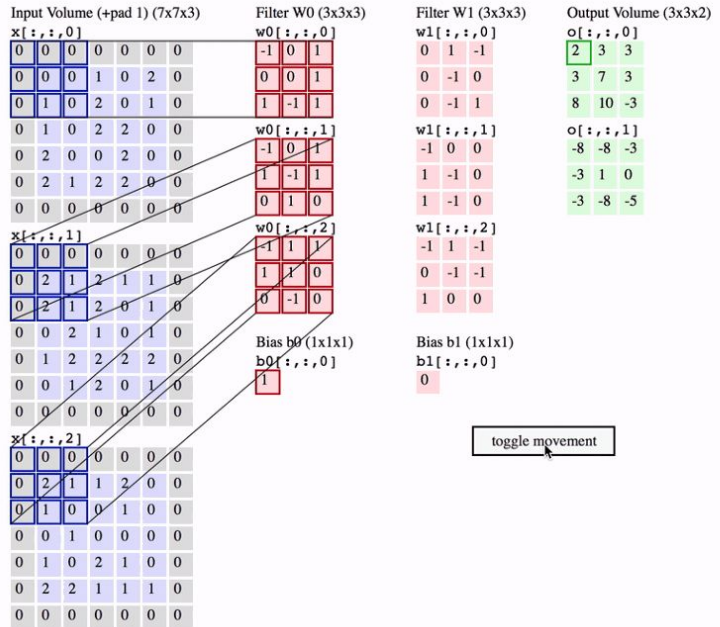 Input Volume (+pad 1) (7x7x3)
x[:,:,0]
0 0 0 0 0 0 0
0 0 0 1 0 2 0
0 1 0 2 0 1 0
0 1 0 2 2 0 0
0 2 0 0 2 0 0
0 2 1 2 2 0 0
0 0 0 0 0 0 0
x[:,:,1]
0 0 0 0 0 0 0
0 2 1 2 1 1 0
0 2 1 2 0 1 0
0 0 2 1 0 1 0
0 1 2 2 2 2 0
0 0 1 2 0 1 0
0 0 0 0 0 0 0
x[:,:,2]
0 0 0 0 0 0 0
0 2 1 1 2 0 0
0 1 0 0 1 0 0
0 0 1 0 0 0 0
0 1 0 2 1 0 0
0 2 2 1 1 1 0
0 0 0 0 0 0 0
Filter W0 (3x3x3)
w0[:,:,0]
-1 0 1
0 0 1
1 -1 1
w0[:,:,1]
-1 0 1
1 -1 1
0 1 0
w0[:,:,2]
-1 1 1
1 1 0
0 -1 0
Bias b0 (1x1x1)
b0[:,:,0]
1
Filter W1 (3x3x3)
w1[:,:,0]
0 1 -1
0 -1 0
0 -1 1
w1[:,:,1]
-1 0 0
1 -1 0
1 -1 0
w1[:,:,2]
-1 1 -1
0 -1 -1
1 0 0
Bias b1 (1x1x1)
b1[:,:,0]
0
Output Volume (3x3x2)
o[:,:,0]
2 3 3
3 7 3
8 10 -3
o[:,:,1]
-8 -8 -3
-3 1 0
-3 -8 -5
toggle movement